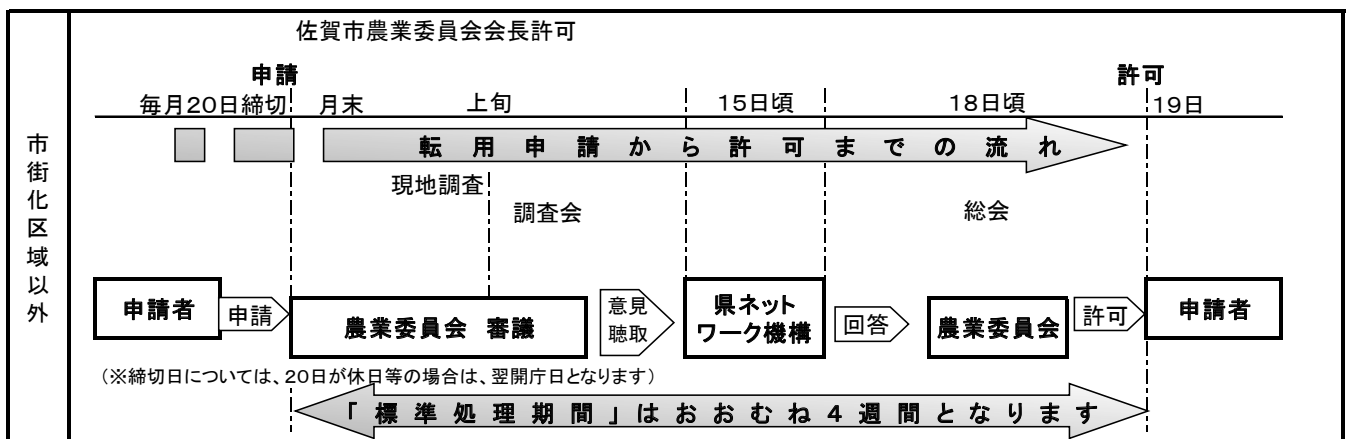 佐賀市農業委員会会長許可
申請
許可
毎月20日締切
月末
上旬
15日頃
18日頃
19日
市街化区域以外
転用申請から許可までの流れ
現地調査
調査会
総会
申請者
申請
農業委員会 審議
意見
聴取
県ネット
ワーク機構
回答
農業委員会
許可
申請者
(※締切日については、20日が休日等の場合は、翌開庁日となります)
「標準処理期間」はおおむね4週間となります